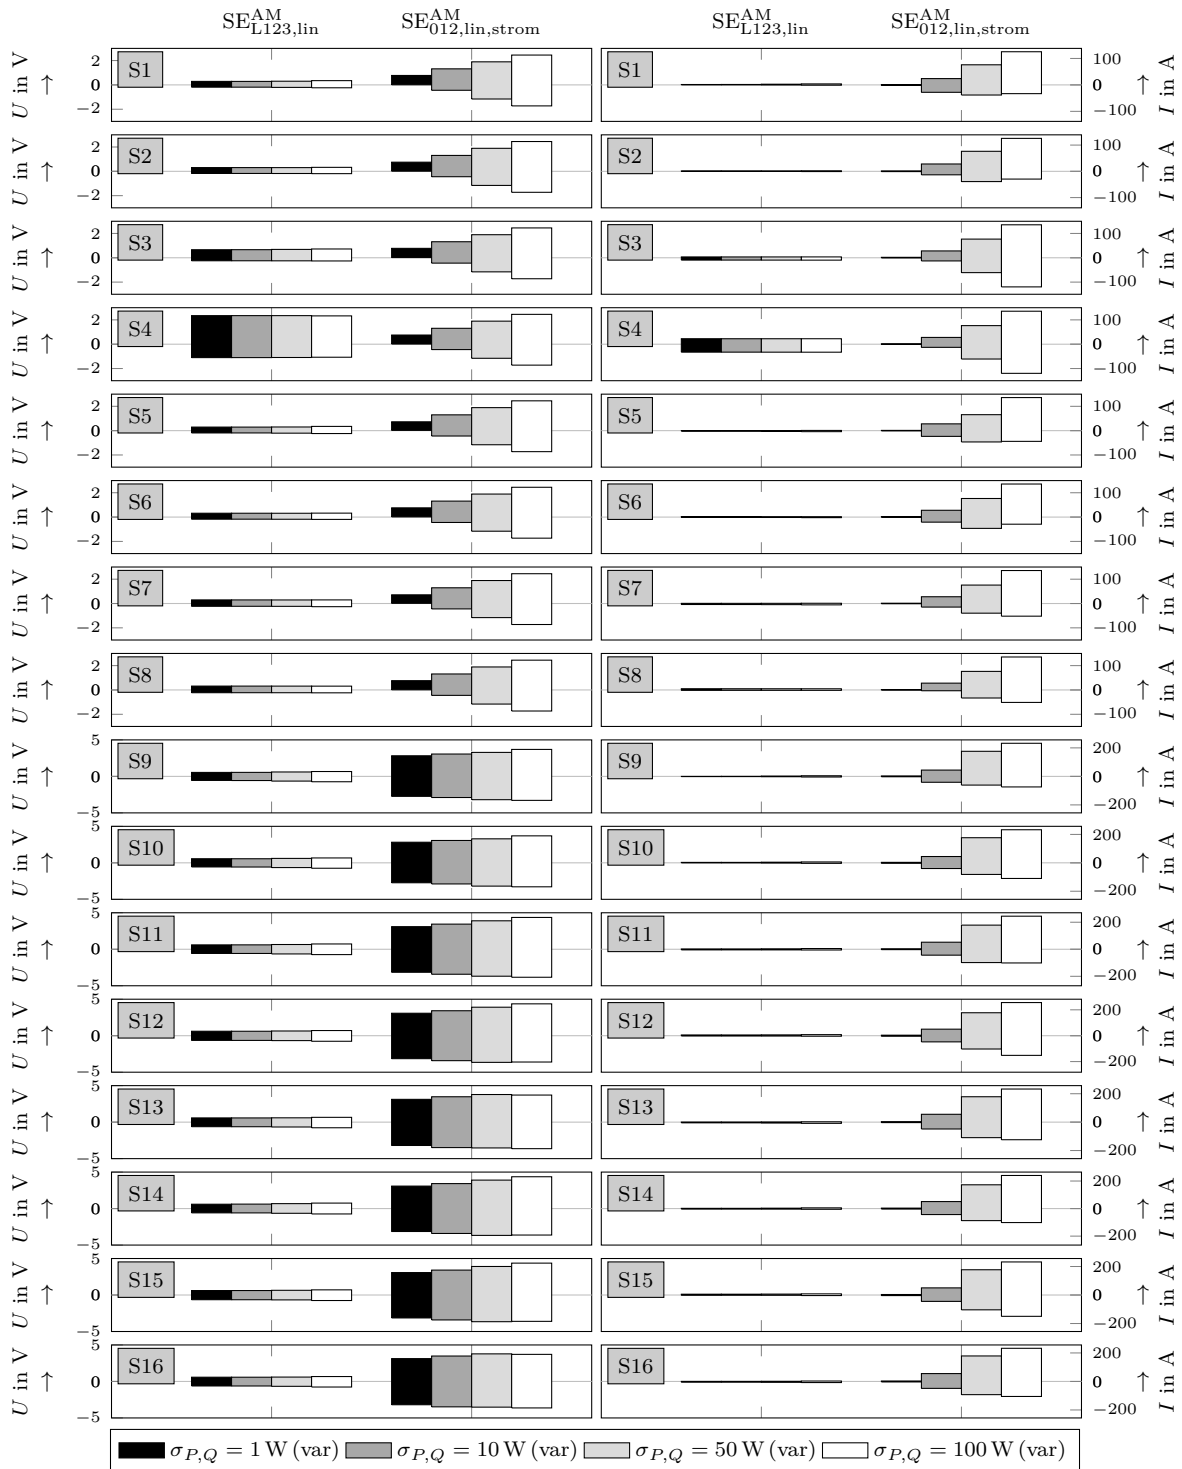 SE^AM_L123,lin SE^AM_012,lin,strom SE^AM_L123,lin SE^AM_012,lin,strom
U in V → 2 0 −2 S1 S1 100 0 −100 → I in A
U in V → 2 0 −2 S2 S2 100 0 −100 → I in A
U in V → 2 0 −2 S3 S3 100 0 −100 → I in A
U in V → 2 0 −2 S4 S4 100 0 −100 → I in A
U in V → 2 0 −2 S5 S5 100 0 −100 → I in A
U in V → 2 0 −2 S6 S6 100 0 −100 → I in A
U in V → 2 0 −2 S7 S7 100 0 −100 → I in A
U in V → 2 0 −2 S8 S8 100 0 −100 → I in A
U in V → 5 0 −5 S9 S9 200 0 −200 → I in A
U in V → 5 0 −5 S10 S10 200 0 −200 → I in A
U in V → 5 0 −5 S11 S11 200 0 −200 → I in A
U in V → 5 0 −5 S12 S12 200 0 −200 → I in A
U in V → 5 0 −5 S13 S13 200 0 −200 → I in A
U in V → 5 0 −5 S14 S14 200 0 −200 → I in A
U in V → 5 0 −5 S15 S15 200 0 −200 → I in A
U in V → 5 0 −5 S16 S16 200 0 −200 → I in A
σ_P,Q = 1 W (var) σ_P,Q = 10 W (var) σ_P,Q = 50 W (var) σ_P,Q = 100 W (var)